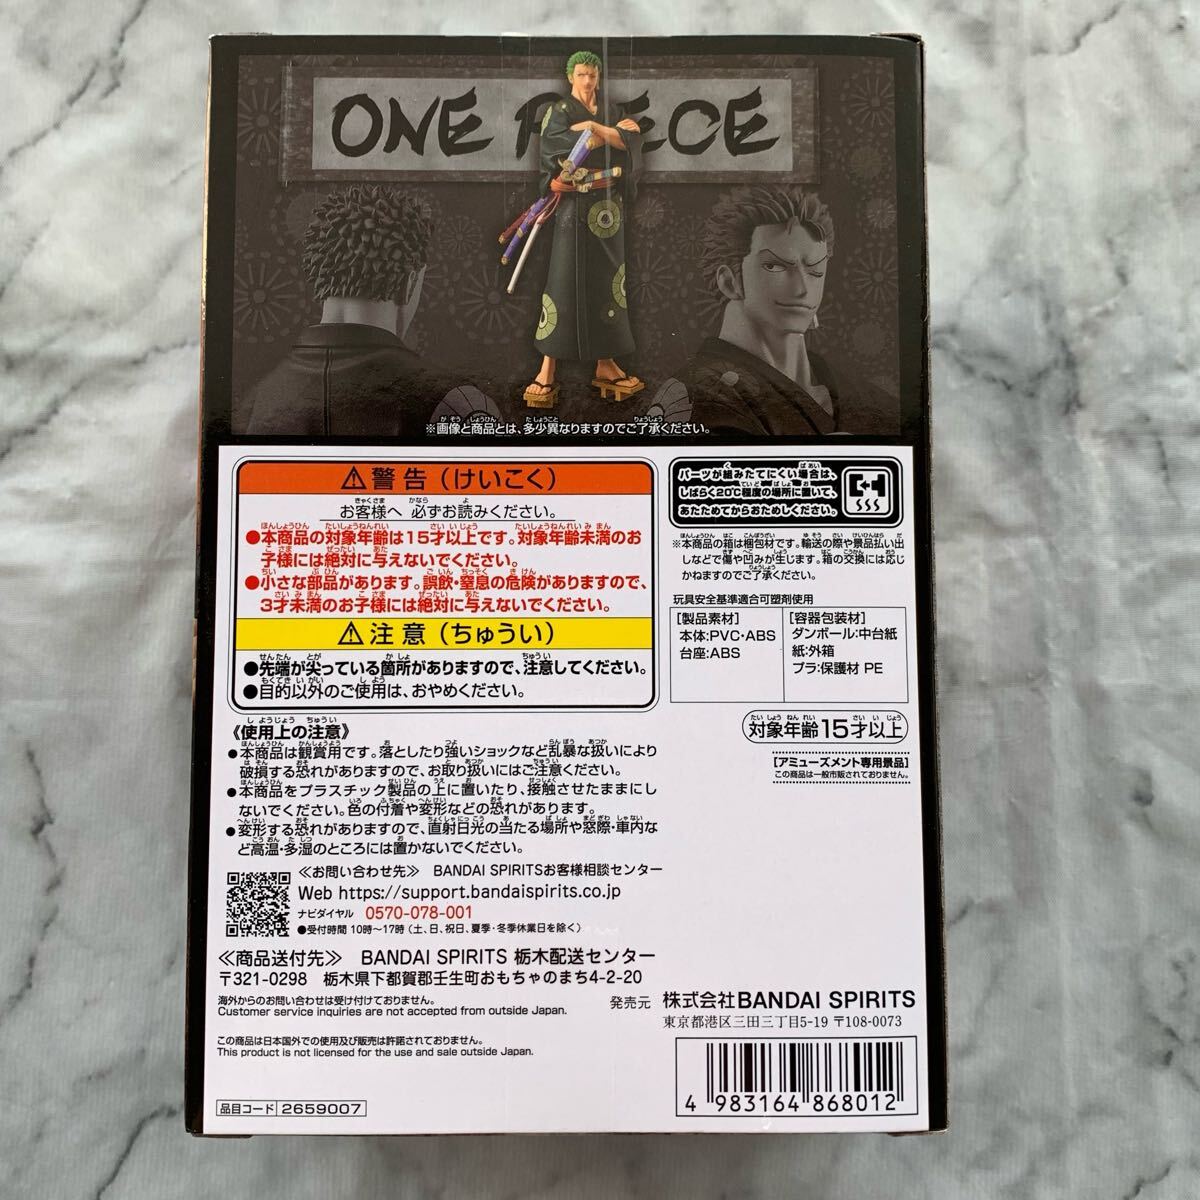 ONE PIECE
※画像と商品とは、多少異なりますのでご了承ください。
⚠警告（けいこく）
お客様へ 必ずお読みください。
●本商品の対象年齢は15才以上です。対象年齢未満のお
子様には絶対に与えないでください。
●小さな部品があります。誤飲・窒息の危険がありますので、
3才未満のお子様には絶対に与えないでください。
⚠注意（ちゅうい）
●先端が尖っている箇所がありますので、注意してください。
●目的以外のご使用は、おやめください。
《使用上の注意》
●本商品は観賞用です。落としたり強いショックなど乱暴な扱いにより
破損する恐れがありますので、お取り扱いにはご注意ください。
●本商品をプラスチック製品の上に置いたり、接触させたままにし
ないでください。色の付着や変形などの恐れがあります。
●変形する恐れがありますので、直射日光の当たる場所や窓際・車内な
ど高温・多湿のところには置かないでください。
≪お問い合わせ先≫ BANDAI SPIRITSお客様相談センター
Web https://support.bandaispirits.co.jp
ナビダイヤル 0570-078-001
●受付時間 10時～17時（土、日、祝日、夏季・冬季休業日を除く）
≪商品送付先≫ BANDAI SPIRITS 栃木配送センター
〒321-0298 栃木県下都賀郡壬生町おもちゃのまち4-2-20
海外からのお問い合わせは受け付けておりません。
Customer service inquiries are not accepted from outside Japan.
この商品は日本国外での使用及び販売は許諾されておりません。
This product is not licensed for the use and sale outside Japan.
品目コード 2659007
パーツが組みたてにくい場合は、
しばらく20℃程度の場所に置いて、
あたためてからおためしください。
※本商品の箱は梱包材です。輸送の際や景品払い出
しなどで傷や凹みが生じます。箱の交換には応じ
かねますのでご了承ください。
玩具安全基準適合可塑剤使用
[製品素材]
本体:PVC・ABS
台座:ABS
[容器包装材]
ダンボール:中台紙
紙:外箱
プラ:保護材 PE
対象年齢15才以上
[アミューズメント専用景品]
この商品は一般市販されておりません。
発売元 株式会社BANDAI SPIRITS
東京都港区三田三丁目5-19 〒108-0073
4 983164 868012